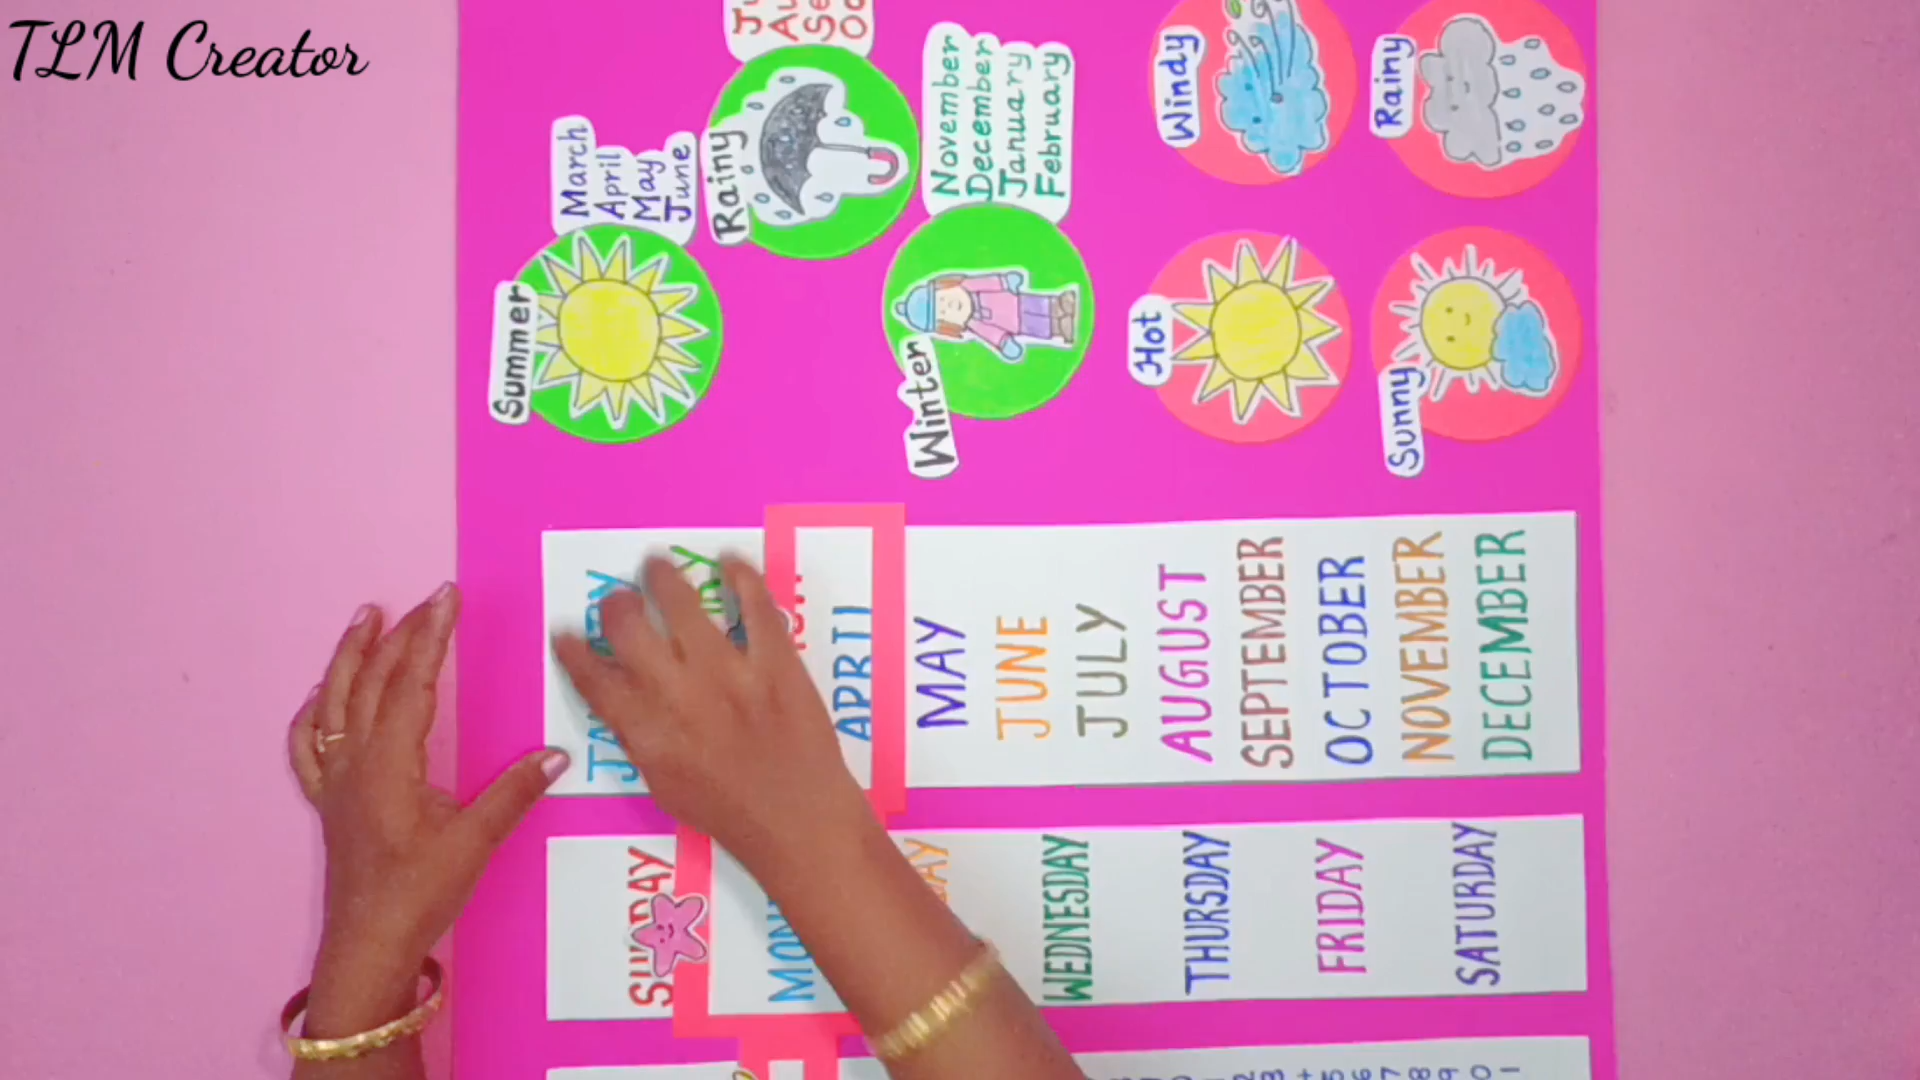 TLM Creator
Summer
March
April
May
June
Rainy
Winter
November
December
January
February
Hot
Windy
Sunny
Rainy
APRIL
MAY
JUNE
JULY
AUGUST
SEPTEMBER
OCTOBER
NOVEMBER
DECEMBER
SUNDAY
WEDNESDAY
THURSDAY
FRIDAY
SATURDAY